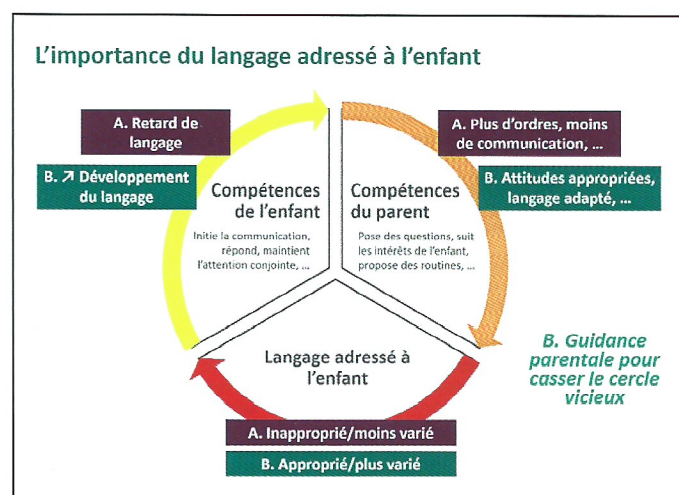 L’importance du langage adressé à l’enfant
A. Retard de
langage
B. ↗ Développement
du langage
Compétences
de l’enfant
Initie la communication,
répond, maintient
l’attention conjointe, ...
A. Plus d’ordres, moins
de communication, ...
B. Attitudes appropriées,
langage adapté, ...
Compétences
du parent
Pose des questions, suit
les intérêts de l’enfant,
propose des routines, ...
Langage adressé à
l’enfant
A. Inapproprié/moins varié
B. Approprié/plus varié
B. Guidance
parentale pour
casser le cercle
vicieux